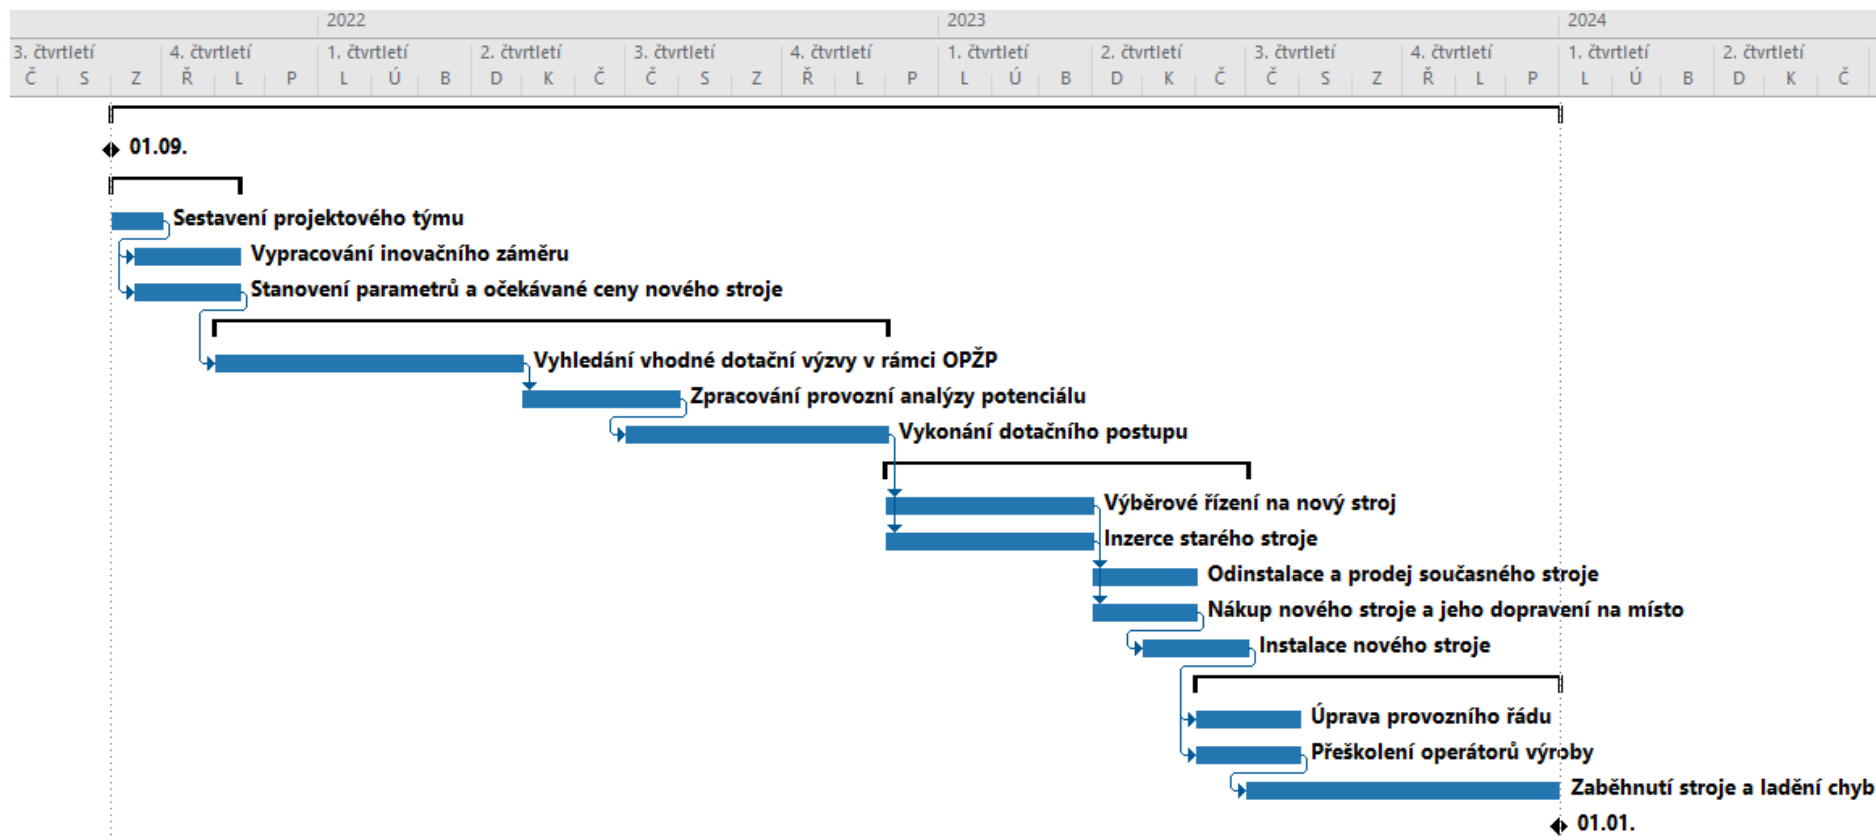 2022 2023 2024
3. čtvrtletí 4. čtvrtletí 1. čtvrtletí 2. čtvrtletí 3. čtvrtletí 4. čtvrtletí 1. čtvrtletí 2. čtvrtletí 3. čtvrtletí 4. čtvrtletí 1. čtvrtletí 2. čtvrtletí
Č S Z Ř L P L Ú B D K Č Č S Z Ř L P L Ú B D K Č Č S Z Ř L P L Ú B D K Č
01.09.
Sestavení projektového týmu
Vypracování inovačního záměru
Stanovení parametrů a očekávané ceny nového stroje
Vyhledání vhodné dotační výzvy v rámci OPŽP
Zpracování provozní analýzy potenciálu
Vykonání dotačního postupu
Výběrové řízení na nový stroj
Inzerce starého stroje
Odinstalace a prodej současného stroje
Nákup nového stroje a jeho dopravení na místo
Instalace nového stroje
Úprava provozního řádu
Přeškolení operátorů výroby
Zaběhnutí stroje a ladění chyb
01.01.